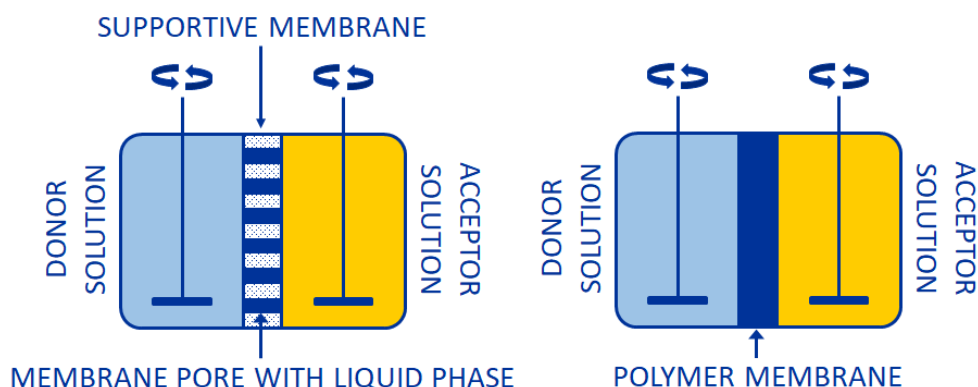 SUPPORTIVE MEMBRANE
DONOR
SOLUTION
ACCEPTOR
SOLUTION
MEMBRANE PORE WITH LIQUID PHASE
DONOR
SOLUTION
ACCEPTOR
SOLUTION
POLYMER MEMBRANE